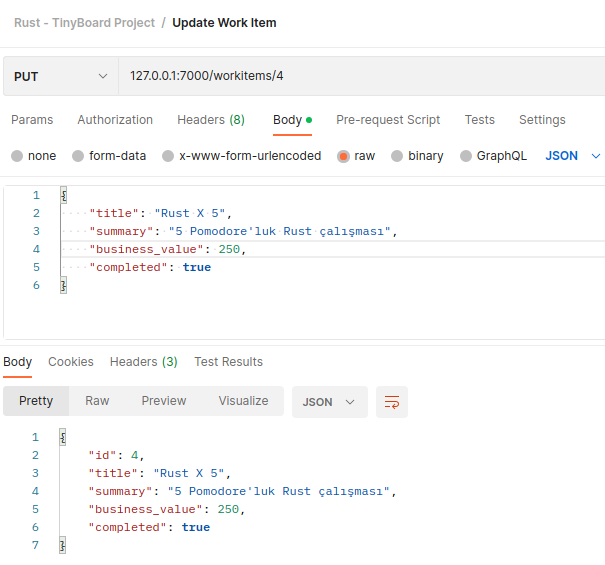 Rust - TinyBoard Project / Update Work Item
PUT 127.0.0.1:7000/workitems/4
Params Authorization Headers (8) Body Pre-request Script Tests Settings
none form-data x-www-form-urlencoded raw binary GraphQL JSON
1 {
2 "title": "Rust X 5",
3 "summary": "5 Pomodore'luk Rust çalışması",
4 "business_value": 250,
5 "completed": true
6 }
Body Cookies Headers (3) Test Results
Pretty Raw Preview Visualize JSON
1 {
2 "id": 4,
3 "title": "Rust X 5",
4 "summary": "5 Pomodore'luk Rust çalışması",
5 "business_value": 250,
6 "completed": true
7 }